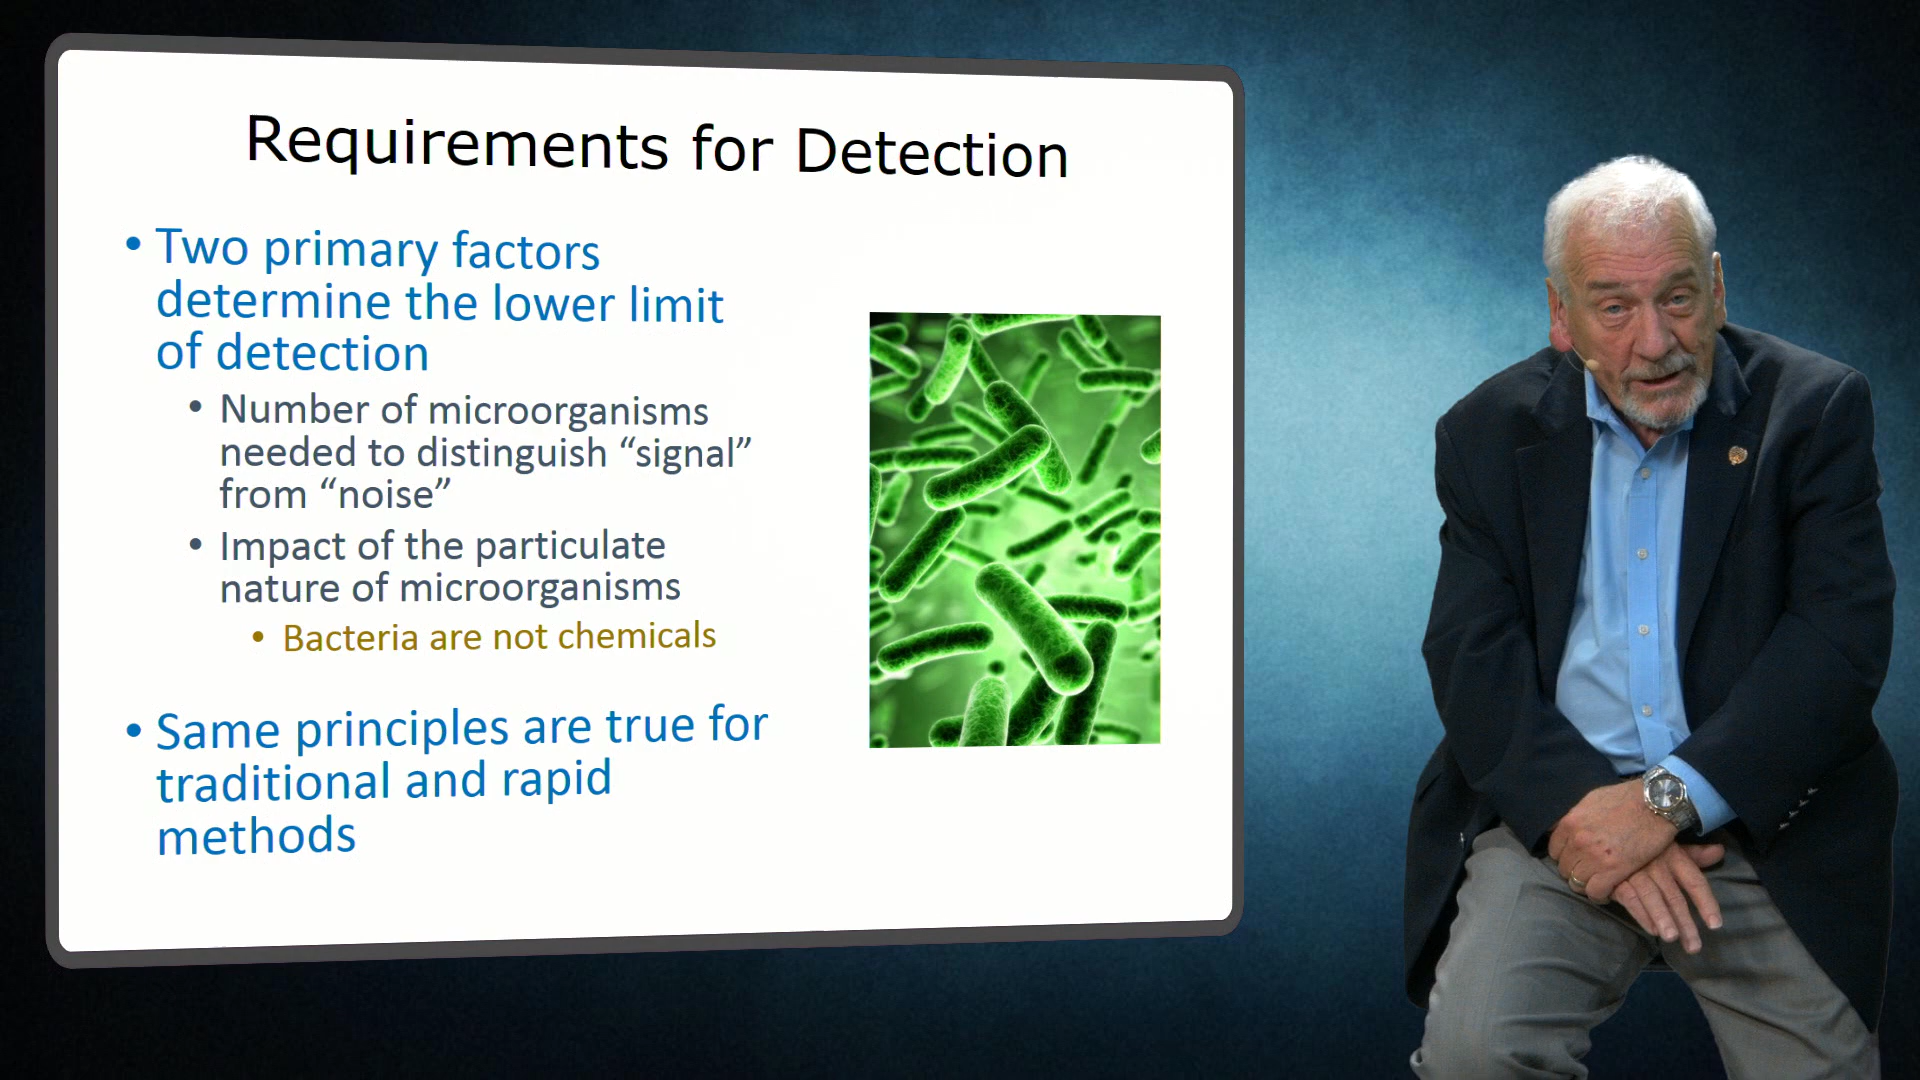 Requirements for Detection
• Two primary factors
determine the lower limit
of detection
• Number of microorganisms
needed to distinguish “signal”
from “noise”
• Impact of the particulate
nature of microorganisms
• Bacteria are not chemicals
• Same principles are true for
traditional and rapid
methods